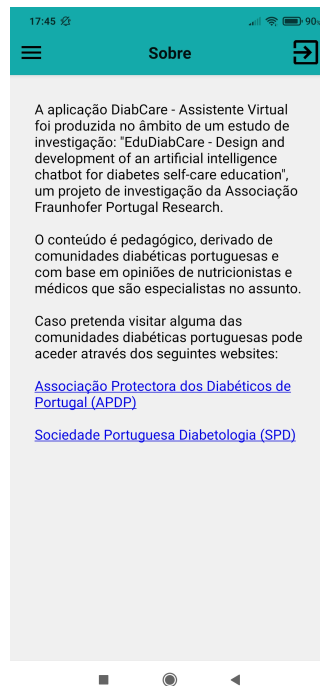 17:45
90
Sobre
A aplicação DiabCare - Assistente Virtual
foi produzida no âmbito de um estudo de
investigação: "EduDiabCare - Design and
development of an artificial intelligence
chatbot for diabetes self-care education",
um projeto de investigação da Associação
Fraunhofer Portugal Research.
O conteúdo é pedagógico, derivado de
comunidades diabéticas portuguesas e
com base em opiniões de nutricionistas e
médicos que são especialistas no assunto.
Caso pretenda visitar alguma das
comunidades diabéticas portuguesas pode
aceder através dos seguintes websites:
Associação Protectora dos Diabéticos de
Portugal (APDP)
Sociedade Portuguesa Diabetologia (SPD)